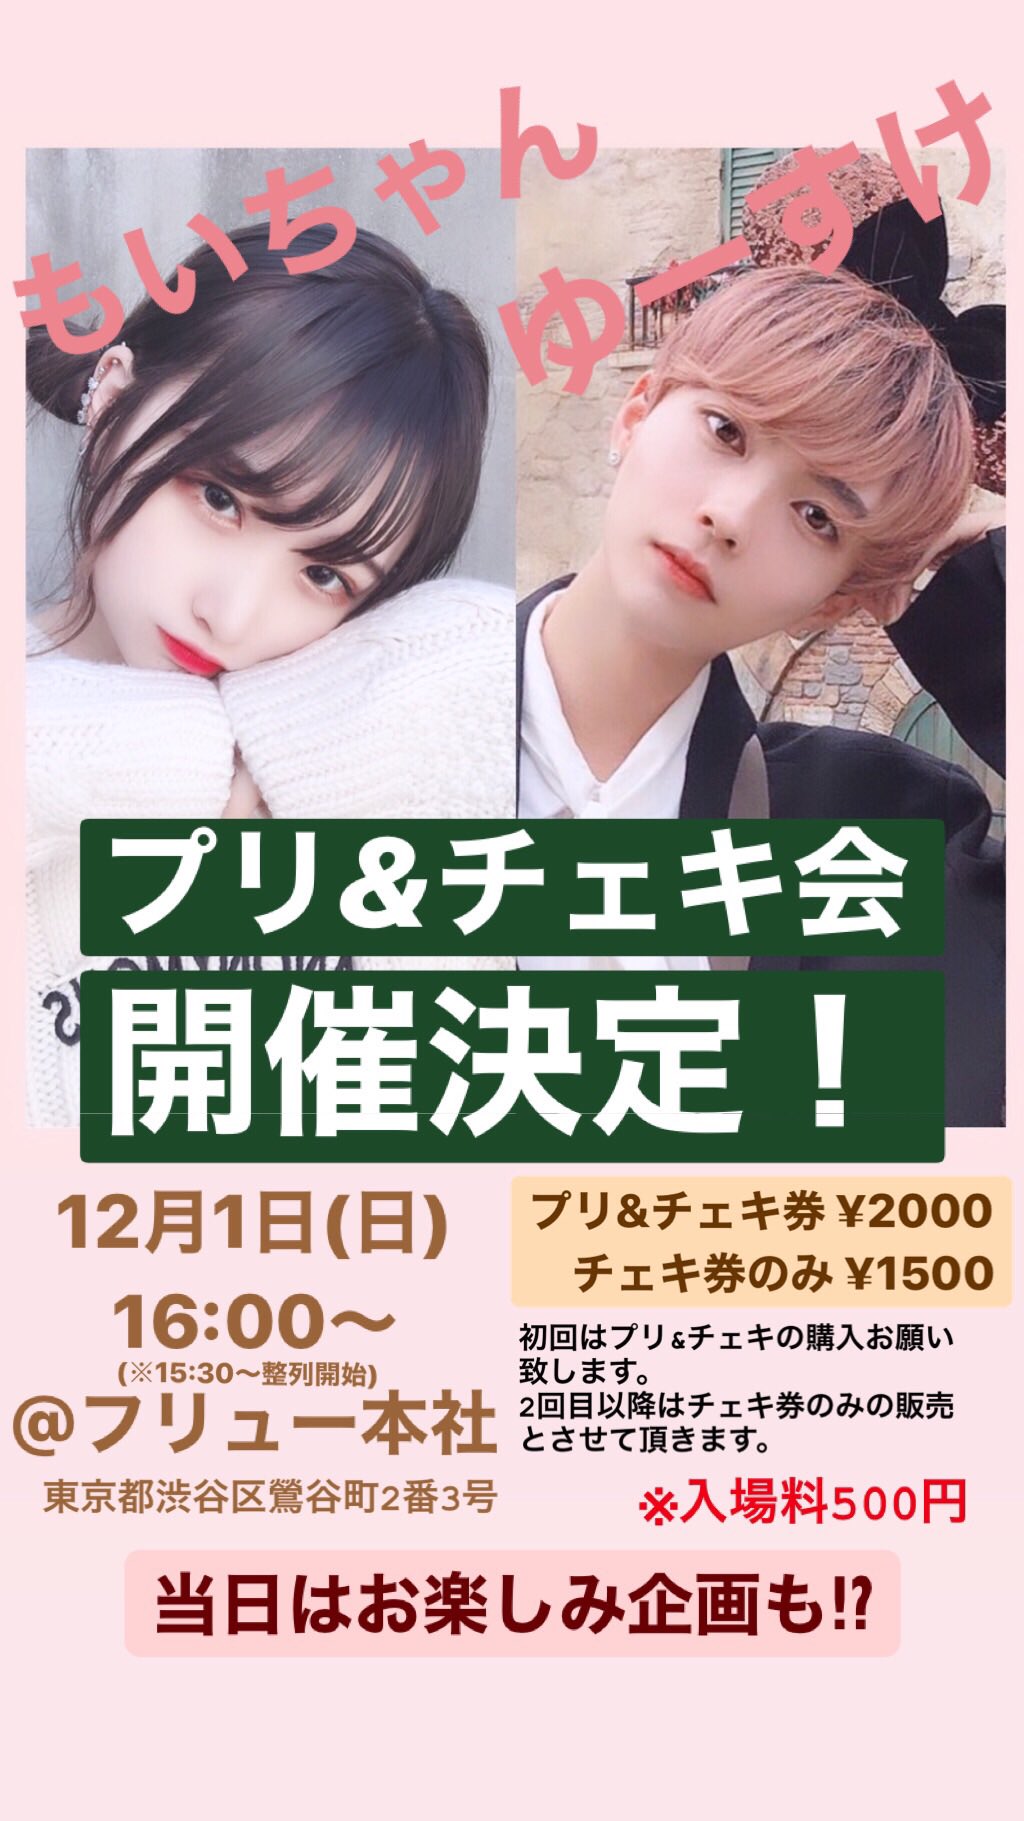 もいちゃん
ゆーすけ
プリ&チェキ会
開催決定！
12月1日(日)
16:00〜
(※15:30〜整列開始)
@フリュー本社
東京都渋谷区鶯谷町2番3号
プリ&チェキ券 ¥2000
チェキ券のみ ¥1500
初回はプリ&チェキの購入お願い
致します。
2回目以降はチェキ券のみの販売
とさせて頂きます。
※入場料500円
当日はお楽しみ企画も⁉